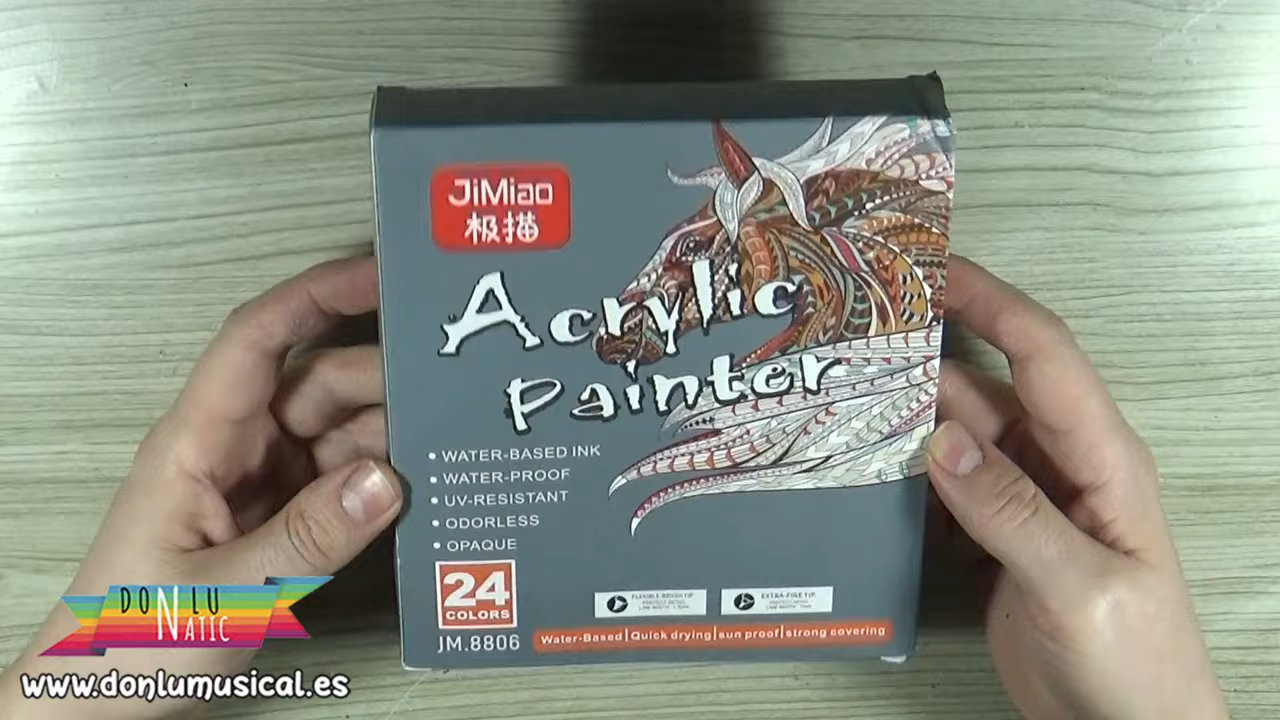 JiMiao
极描
Acrylic
Painter
• WATER-BASED INK
• WATER-PROOF
• UV-RESISTANT
• ODORLESS
• OPAQUE
24
COLORS
JM.8806
FLEXIBLE BRUSH TIP
EXTRA-FINE TIP
Water-Based|Quick drying|sun proof|strong covering
DON LU
NATIC
www.donlumusical.es